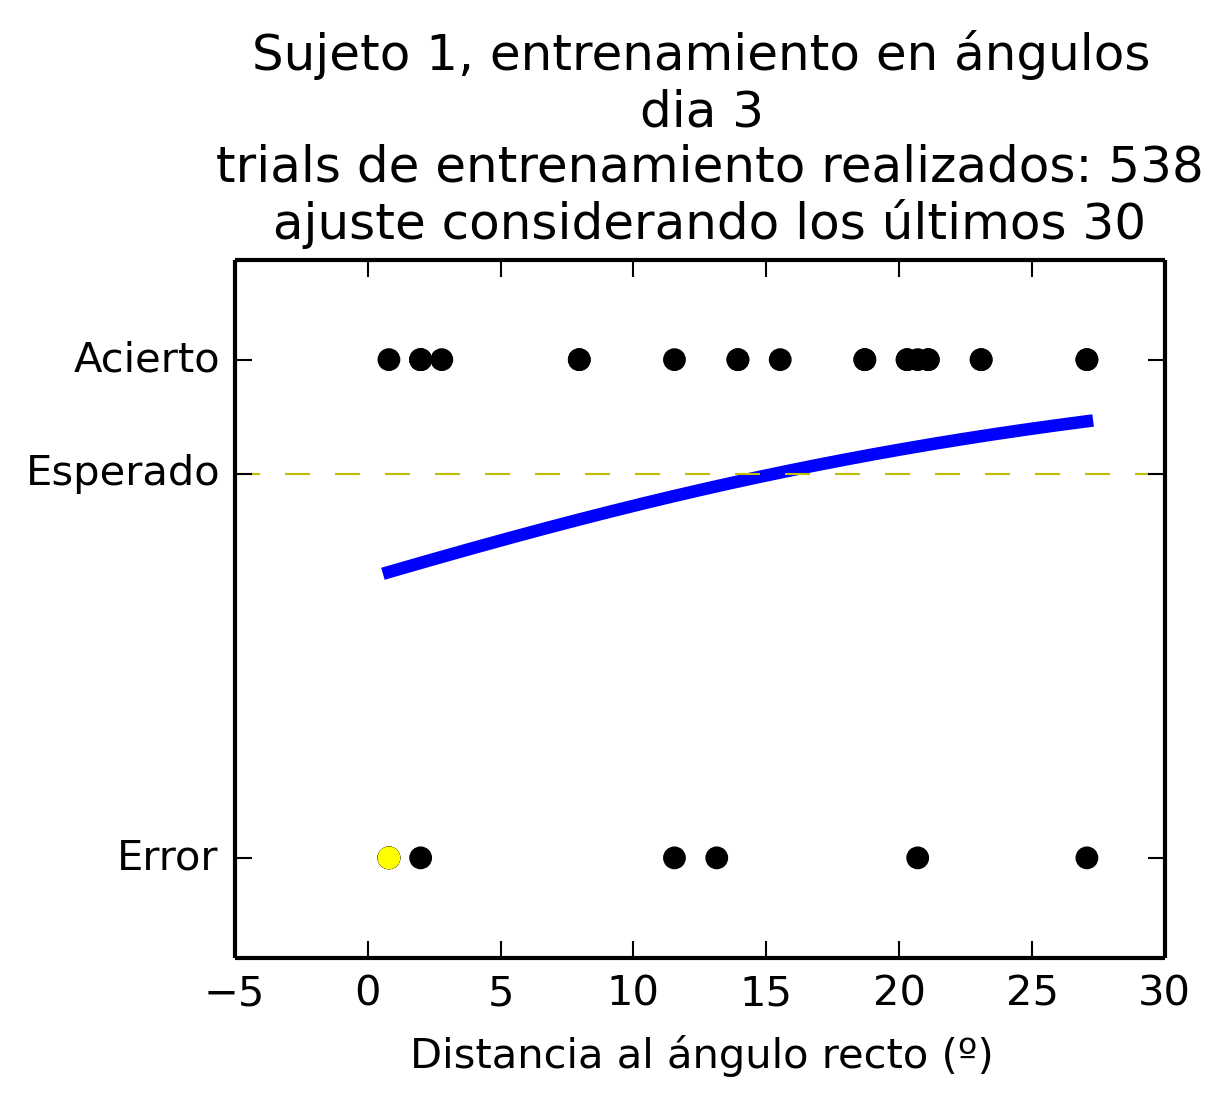 Sujeto 1, entrenamiento en ángulos
dia 3
trials de entrenamiento realizados: 538
ajuste considerando los últimos 30
Acierto
Esperado
Error
−5 0 5 10 15 20 25 30
Distancia al ángulo recto (º)